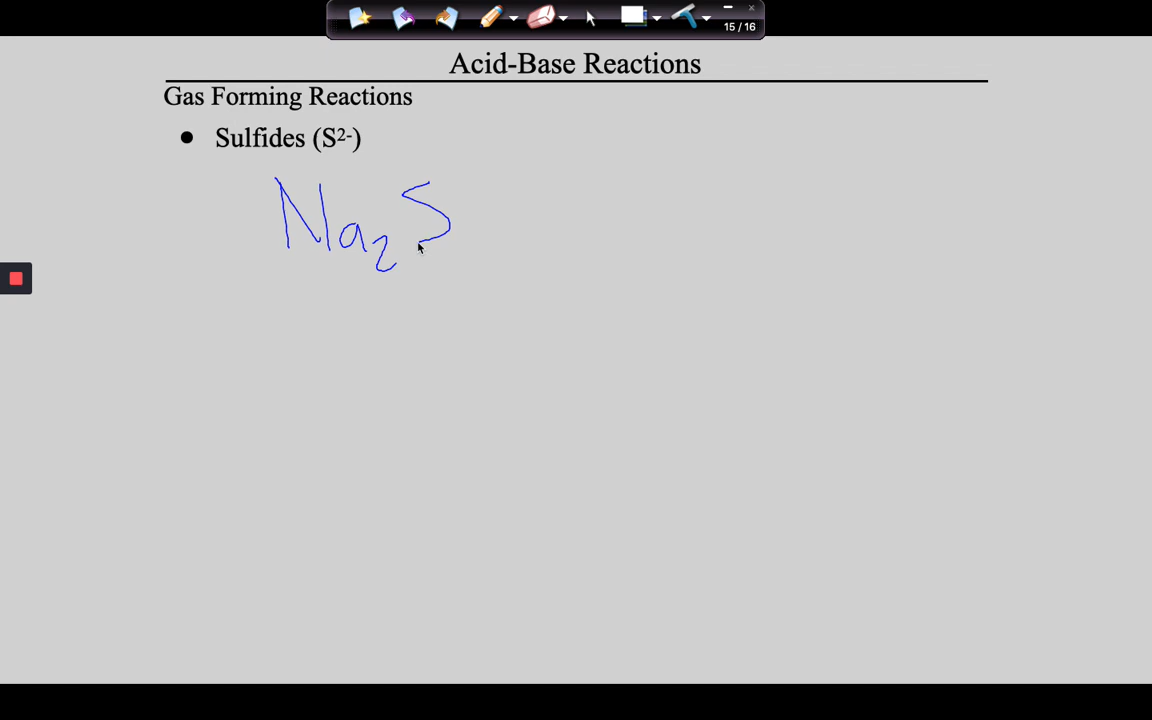 15 / 16
Acid-Base Reactions
Gas Forming Reactions
● Sulfides (S²⁻)
Na₂S